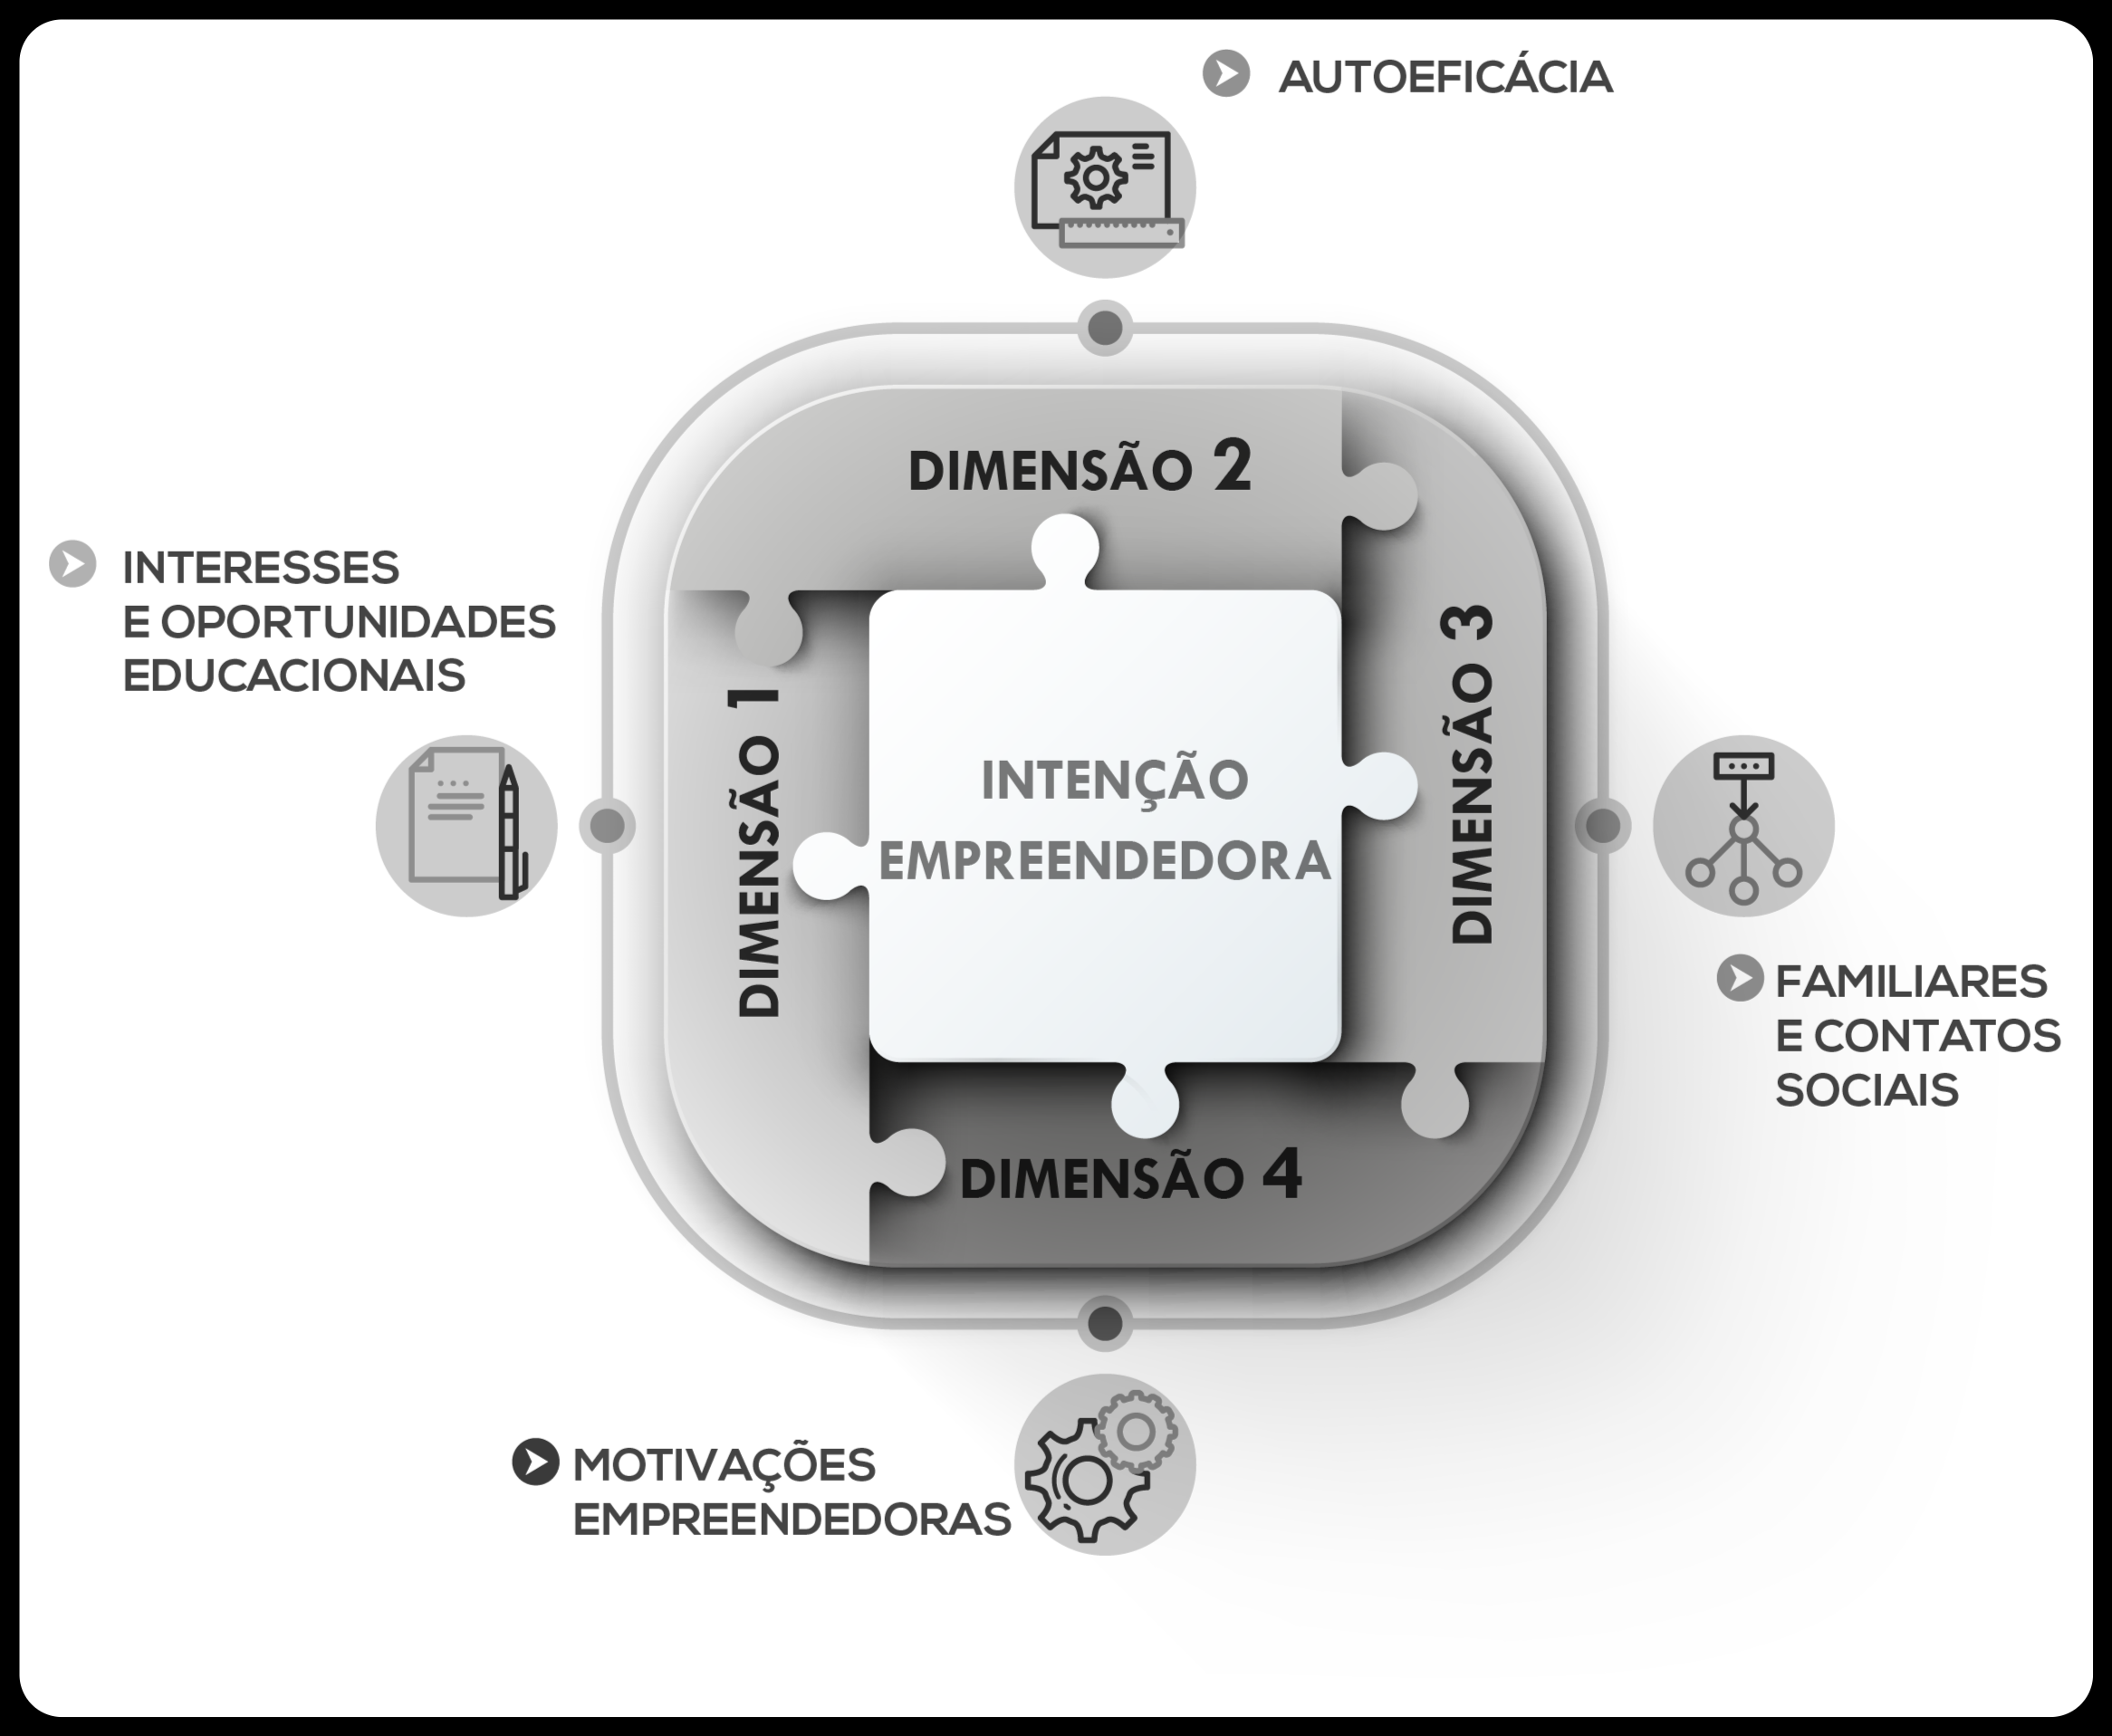 AUTOEFICÁCIA
DIMENSÃO 2
INTERESSES
E OPORTUNIDADES
EDUCACIONAIS
DIMENSÃO 1
INTENÇÃO
EMPREENDEDORA
DIMENSÃO 3
FAMILIARES
E CONTATOS
SOCIAIS
DIMENSÃO 4
MOTIVAÇÕES
EMPREENDEDORAS